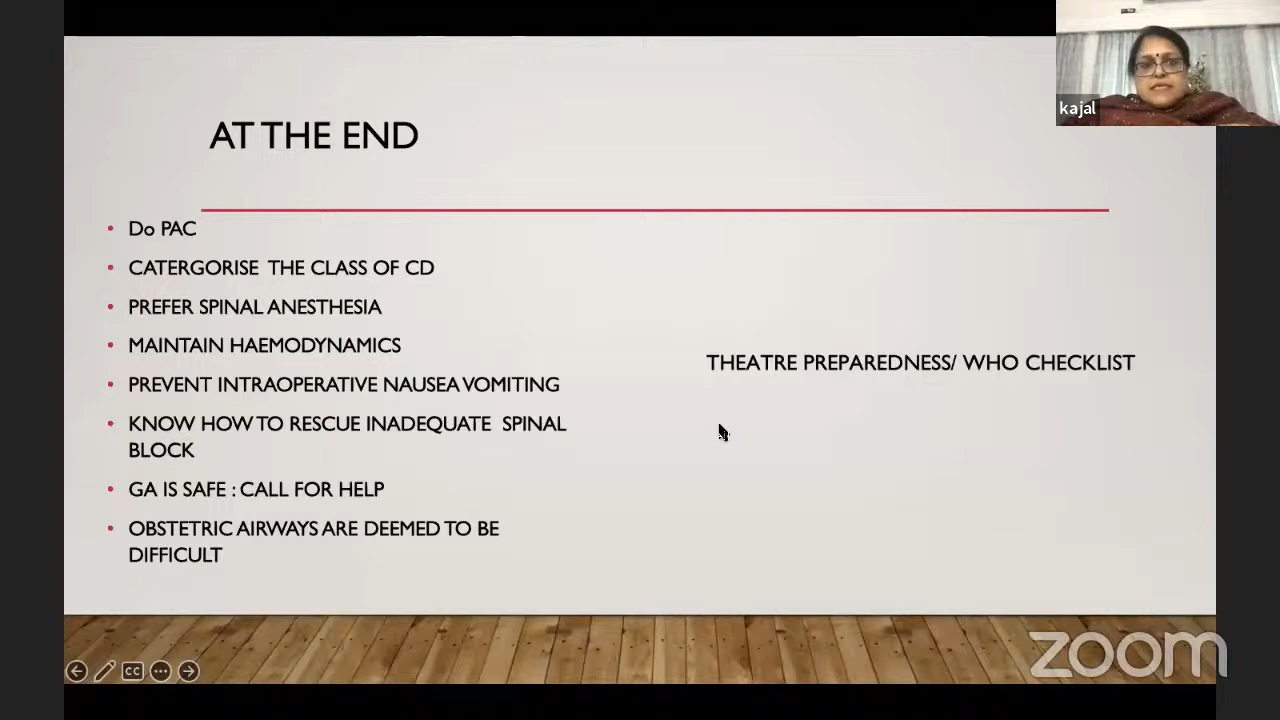 kajal
AT THE END
Do PAC
CATERGORISE THE CLASS OF CD
PREFER SPINAL ANESTHESIA
MAINTAIN HAEMODYNAMICS
PREVENT INTRAOPERATIVE NAUSEA VOMITING
KNOW HOW TO RESCUE INADEQUATE SPINAL
BLOCK
GA IS SAFE : CALL FOR HELP
OBSTETRIC AIRWAYS ARE DEEMED TO BE
DIFFICULT
THEATRE PREPAREDNESS/ WHO CHECKLIST
CC
zoom